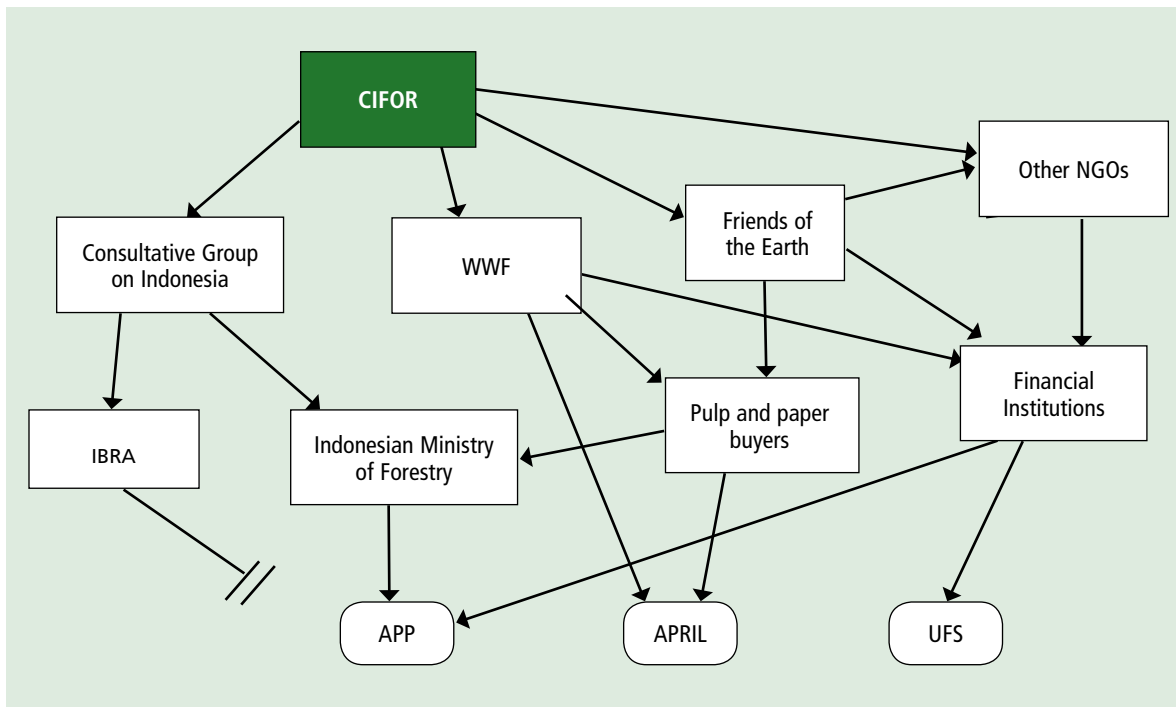 CIFOR
Other NGOs
Friends of
the Earth
Consultative Group
on Indonesia
WWF
Financial
Institutions
Pulp and paper
buyers
IBRA
Indonesian Ministry
of Forestry
APP
APRIL
UFS